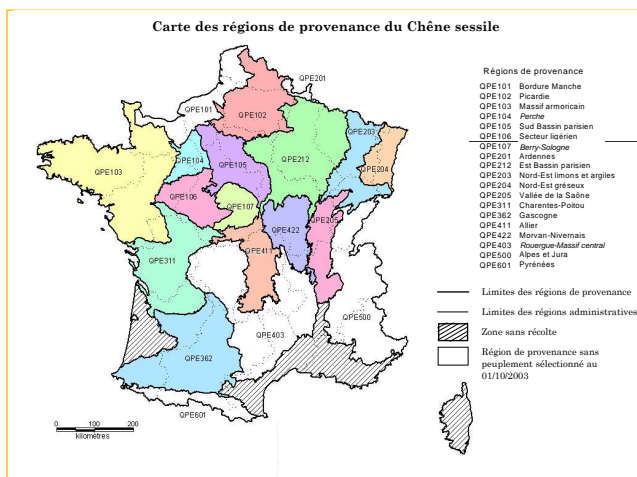 Carte des régions de provenance du Chêne sessile
QPE201
QPE101
QPE102
QPE203
QPE104
QPE105
QPE212
QPE103
QPE204
QPE106
QPE107
QPE205
QPE422
QPE411
QPE311
QPE500
QPE403
QPE362
QPE601
0 100 200
kilomètres
Régions de provenance
QPE101 Bordure Manche
QPE102 Picardie
QPE103 Massif armoricain
QPE104 Perche
QPE105 Sud Bassin parisien
QPE106 Secteur ligérien
QPE107 Berry-Sologne
QPE201 Ardennes
QPE212 Est Bassin parisien
QPE203 Nord-Est limons et argiles
QPE204 Nord-Est gréseux
QPE205 Vallée de la Saône
QPE311 Charentes-Poitou
QPE362 Gascogne
QPE411 Allier
QPE422 Morvan-Nivernais
QPE403 Rouergue-Massif central
QPE500 Alpes et Jura
QPE601 Pyrénées
Limites des régions de provenance
Limites des régions administratives
Zone sans récolte
Région de provenance sans
peuplement sélectionné au
01/10/2003